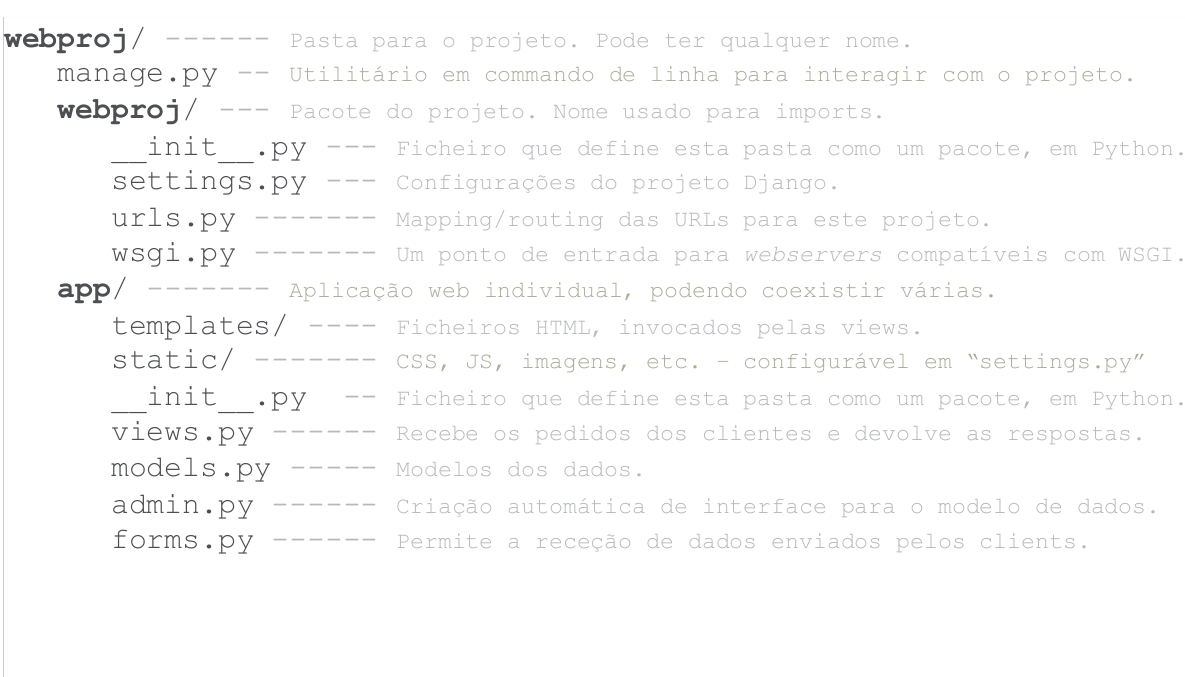 webproj/ ------ Pasta para o projeto. Pode ter qualquer nome.
manage.py -- Utilitário em commando de linha para interagir com o projeto.
webproj/ --- Pacote do projeto. Nome usado para imports.
__init__.py --- Ficheiro que define esta pasta como um pacote, em Python.
settings.py --- Configurações do projeto Django.
urls.py ------- Mapping/routing das URLs para este projeto.
wsgi.py ------- Um ponto de entrada para webservers compatíveis com WSGI.
app/ ------- Aplicação web individual, podendo coexistir várias.
templates/ ---- Ficheiros HTML, invocados pelas views.
static/ ------- CSS, JS, imagens, etc. – configurável em “settings.py”
__init__.py -- Ficheiro que define esta pasta como um pacote, em Python.
views.py ------ Recebe os pedidos dos clientes e devolve as respostas.
models.py ----- Modelos dos dados.
admin.py ------ Criação automática de interface para o modelo de dados.
forms.py ------ Permite a receção de dados enviados pelos clients.